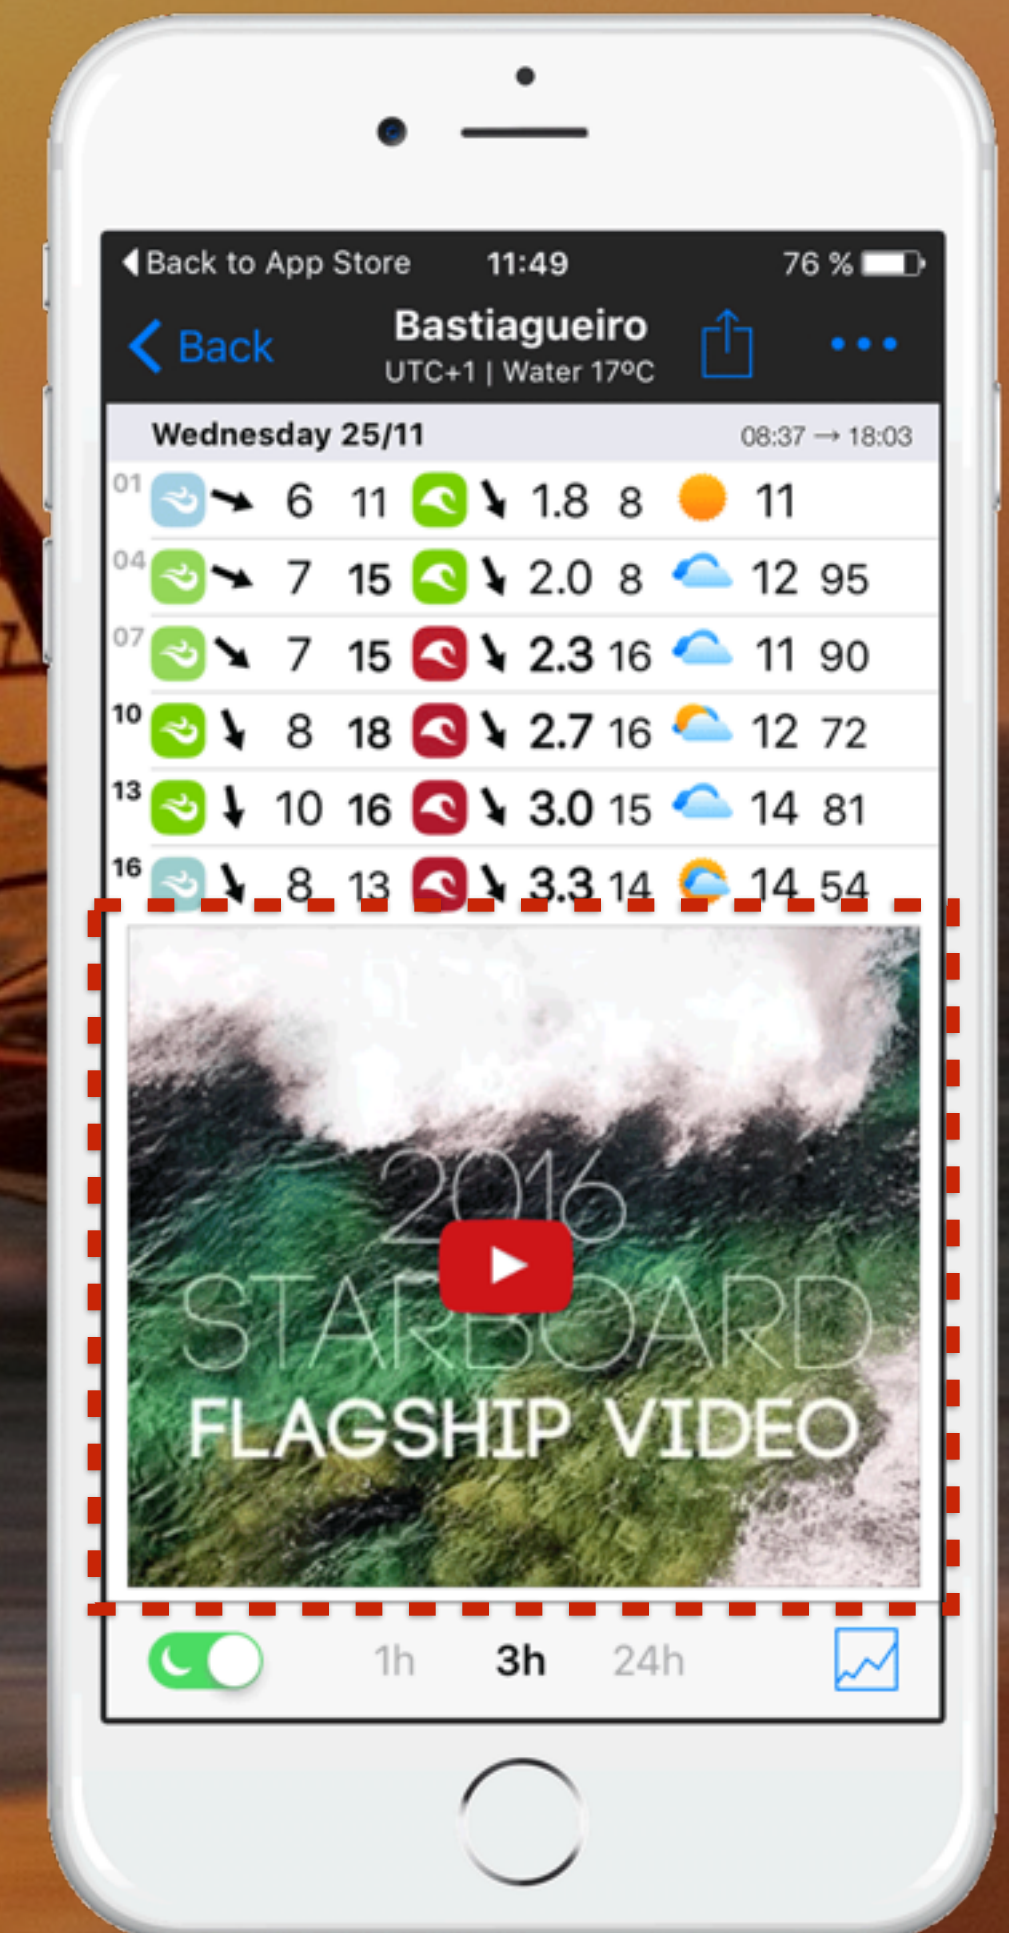 Back to App Store 11:49 76 %
Back Bastiagueiro
UTC+1 | Water 17ºC
Wednesday 25/11 08:37 → 18:03
01 6 11 1.8 8 11
04 7 15 2.0 8 12 95
07 7 15 2.3 16 11 90
10 8 18 2.7 16 12 72
13 10 16 3.0 15 14 81
16 8 13 3.3 14 14 54
2016
STARBOARD
FLAGSHIP VIDEO
1h 3h 24h